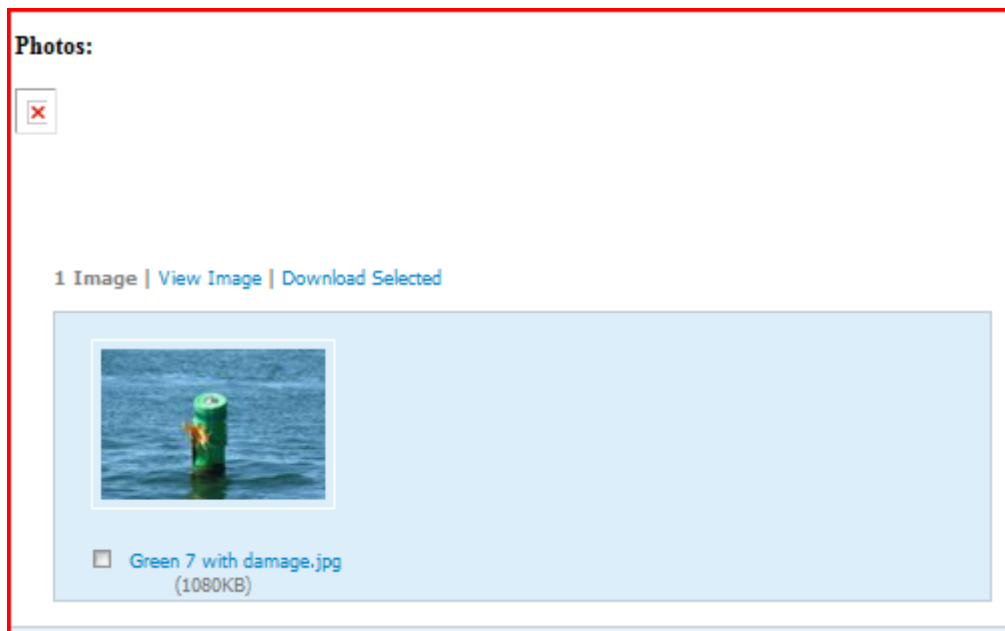 Photos:
1 Image | View Image | Download Selected
Green 7 with damage.jpg
(1080KB)